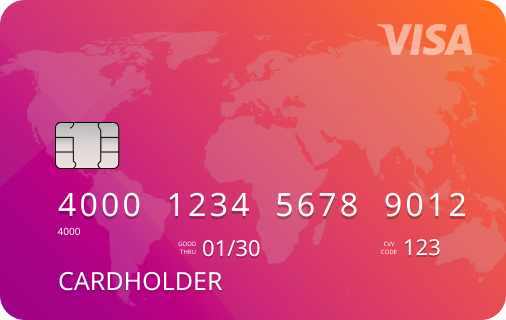 VISA
4000 1234 5678 9012
4000
GOOD THRU 01/30 CVV CODE 123
CARDHOLDER